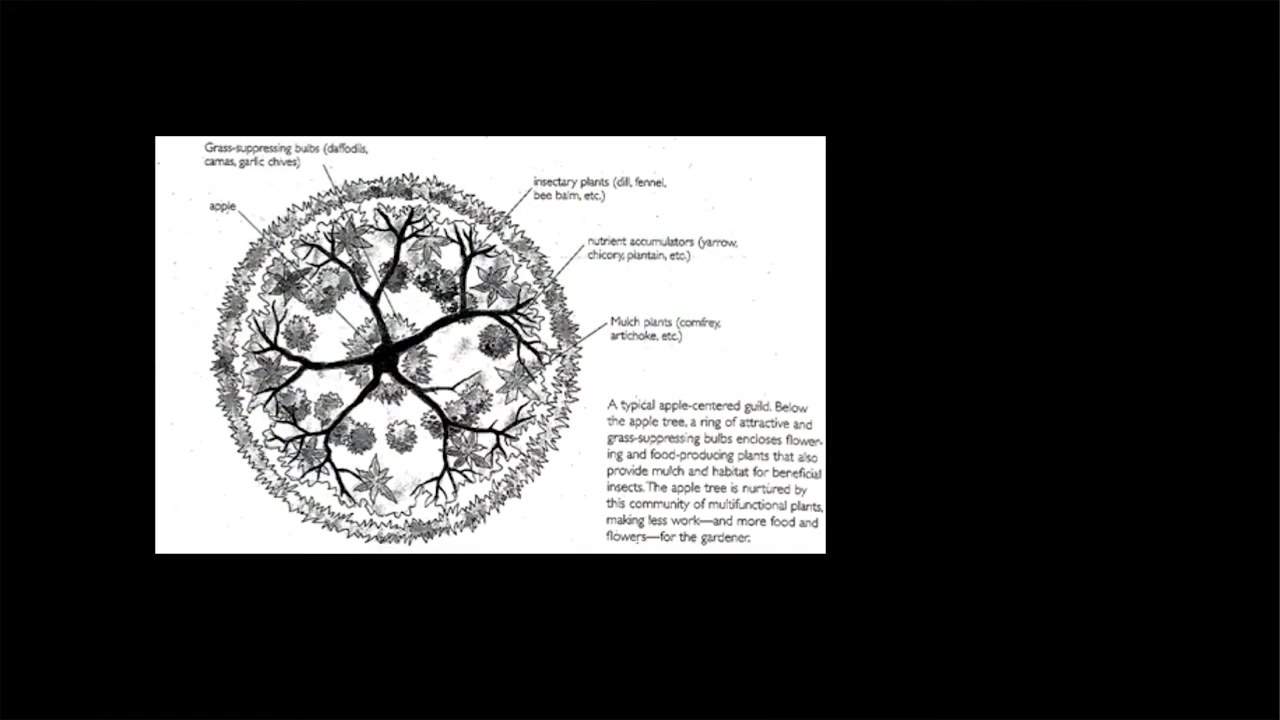 Grass-suppressing bulbs (daffodils,
camas, garlic chives)
apple
insectary plants (dill, fennel,
bee balm, etc.)
nutrient accumulators (yarrow,
chicory, plantain, etc.)
Mulch plants (comfrey,
artichoke, etc.)
A typical apple-centered guild. Below
the apple tree, a ring of attractive and
grass-suppressing bulbs encloses flower-
ing and food-producing plants that also
provide mulch and habitat for beneficial
insects. The apple tree is nurtured by
this community of multifunctional plants,
making less work—and more food and
flowers—for the gardener.